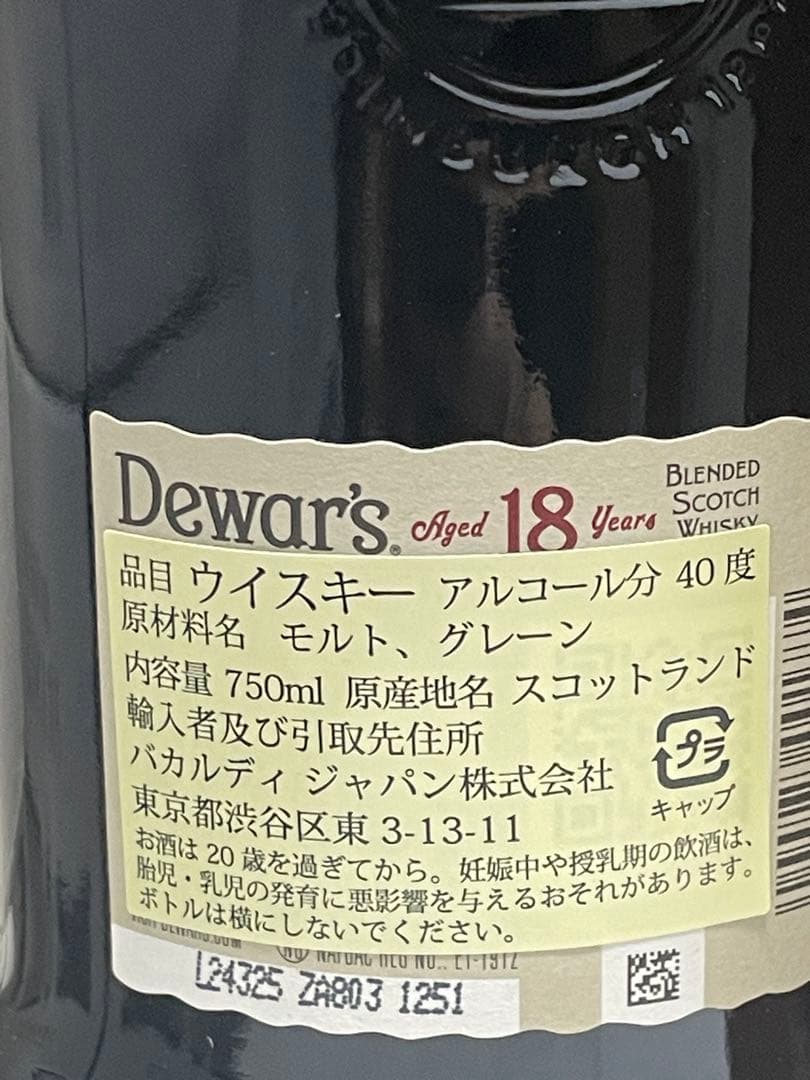 Dewar's® Aged 18 Years
BLENDED
SCOTCH
WHISKY
品目 ウイスキー アルコール分 40度
原材料名 モルト、グレーン
内容量 750ml 原産地名 スコットランド
輸入者及び引取先住所
バカルディ ジャパン株式会社
東京都渋谷区東 3-13-11
プラ
キャップ
お酒は 20 歳を過ぎてから。妊娠中や授乳期の飲酒は、
胎児・乳児の発育に悪影響を与えるおそれがあります。
ボトルは横にしないでください。
L24325 ZA803 1251